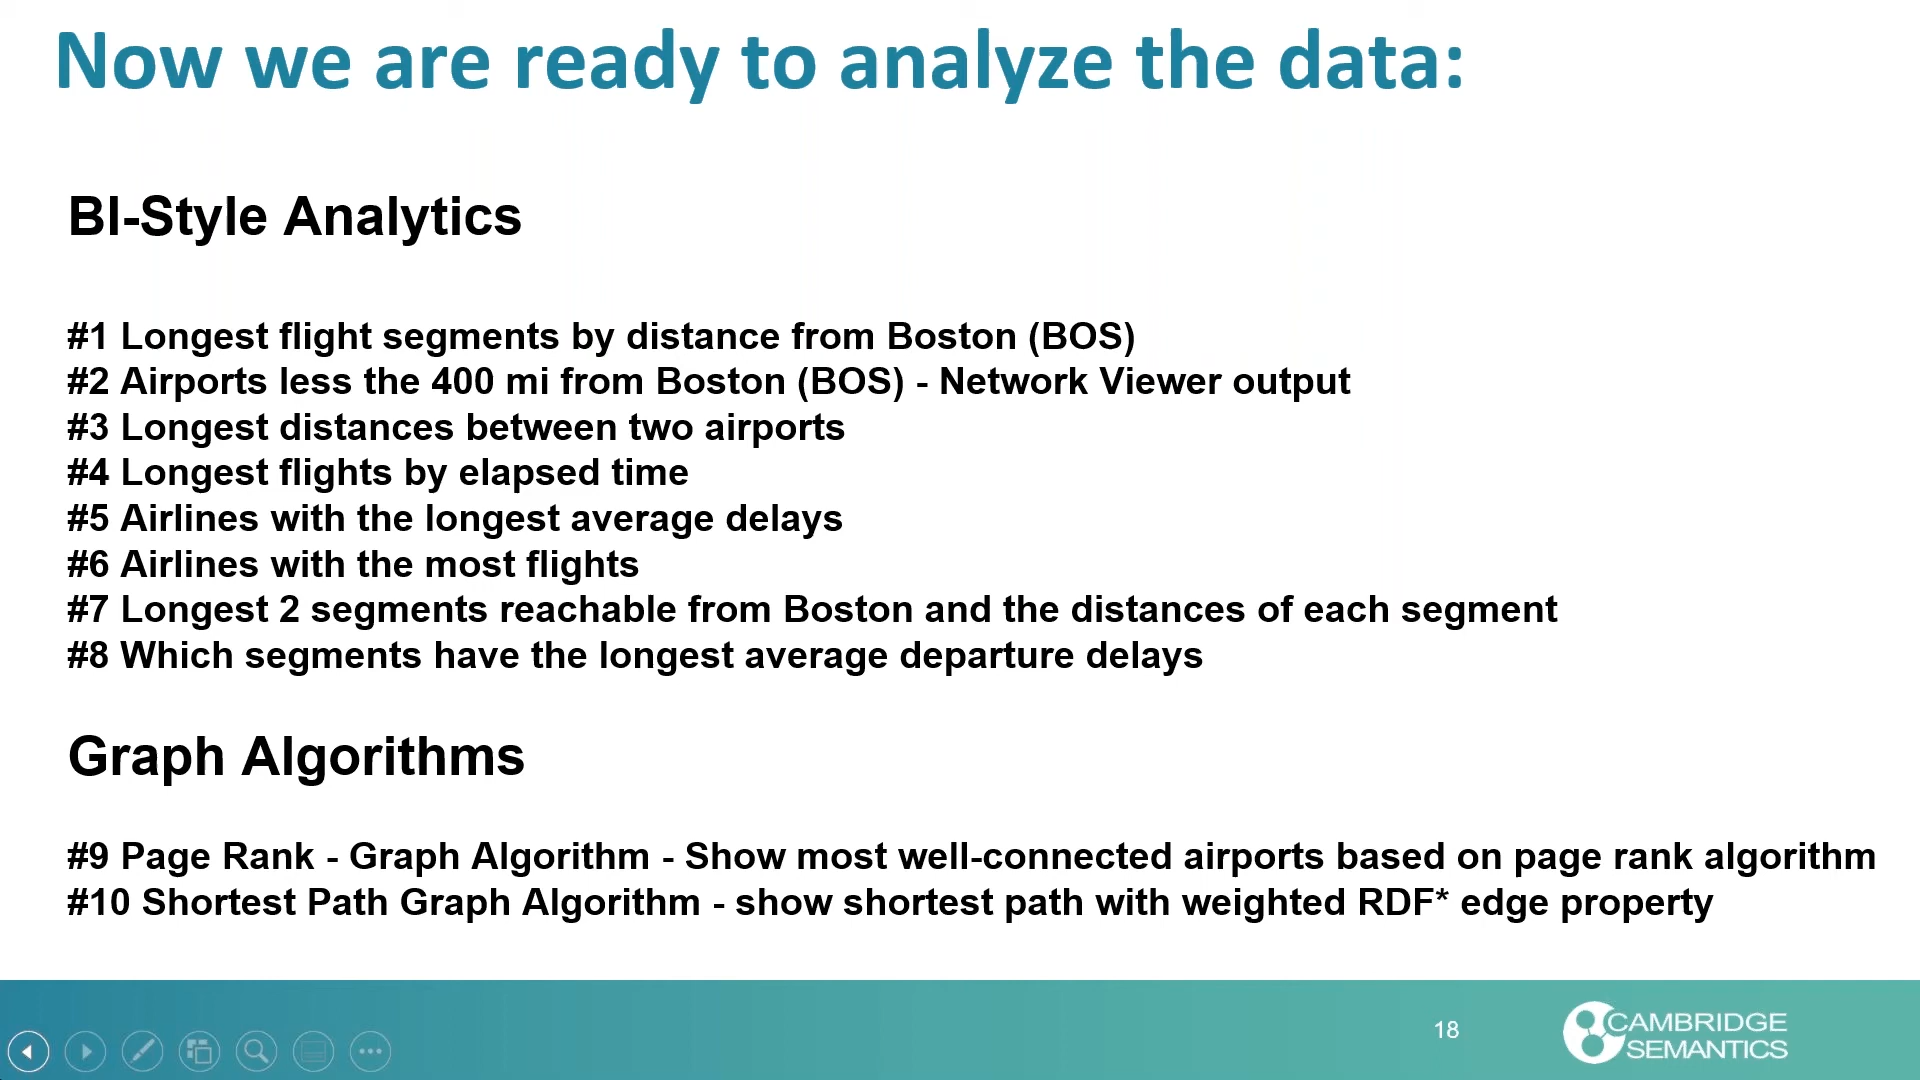 Now we are ready to analyze the data:
BI-Style Analytics
#1 Longest flight segments by distance from Boston (BOS)
#2 Airports less the 400 mi from Boston (BOS) - Network Viewer output
#3 Longest distances between two airports
#4 Longest flights by elapsed time
#5 Airlines with the longest average delays
#6 Airlines with the most flights
#7 Longest 2 segments reachable from Boston and the distances of each segment
#8 Which segments have the longest average departure delays
Graph Algorithms
#9 Page Rank - Graph Algorithm - Show most well-connected airports based on page rank algorithm
#10 Shortest Path Graph Algorithm - show shortest path with weighted RDF* edge property
18
CAMBRIDGE
SEMANTICS